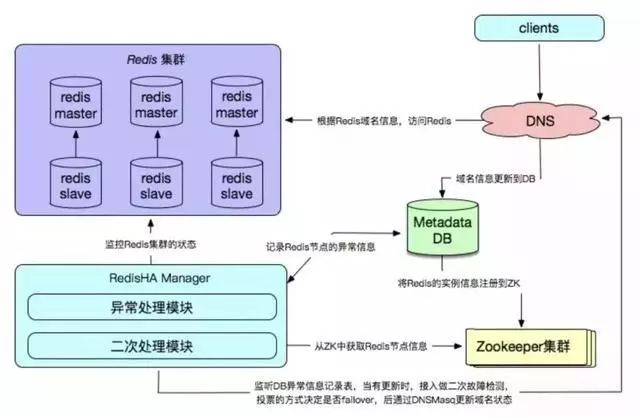 clients
Redis 集群
redis
master
redis
master
redis
master
redis
slave
redis
slave
redis
slave
根据Redis域名信息，访问Redis
DNS
域名信息更新到DB
监控Redis集群的状态
记录Redis节点的异常信息
Metadata
DB
RedisHA Manager
异常处理模块
二次处理模块
将Redis的实例信息注册到ZK
从ZK中获取Redis节点信息
Zookeeper集群
监听DB异常信息记录表，当有更新时，接入做二次故障检测，
投票的方式决定是否failover，后通过DNSMasq更新域名状态